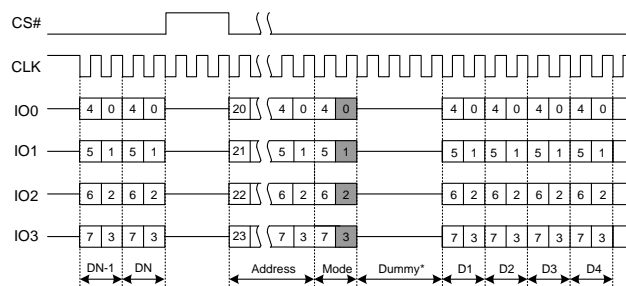 CS#
CLK
IO0 4 0 4 0 20 4 0 4 0 4 0 4 0 4 0 4 0
IO1 5 1 5 1 21 5 1 5 1 5 1 5 1 5 1 5 1
IO2 6 2 6 2 22 6 2 6 2 6 2 6 2 6 2 6 2
IO3 7 3 7 3 23 7 3 7 3 7 3 7 3 7 3 7 3
DN-1 DN Address Mode Dummy* D1 D2 D3 D4